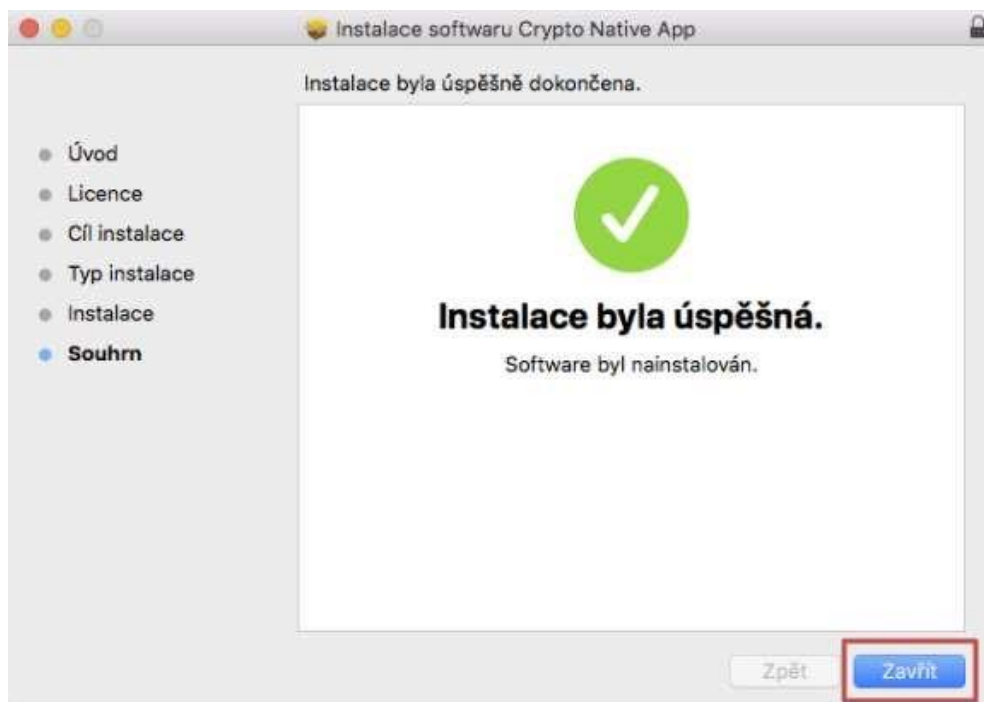 Instalace softwaru Crypto Native App
Instalace byla úspěšně dokončena.
Úvod
Licence
Cíl instalace
Typ instalace
Instalace
Souhrn
Instalace byla úspěšná.
Software byl nainstalován.
Zpět
Zavřít